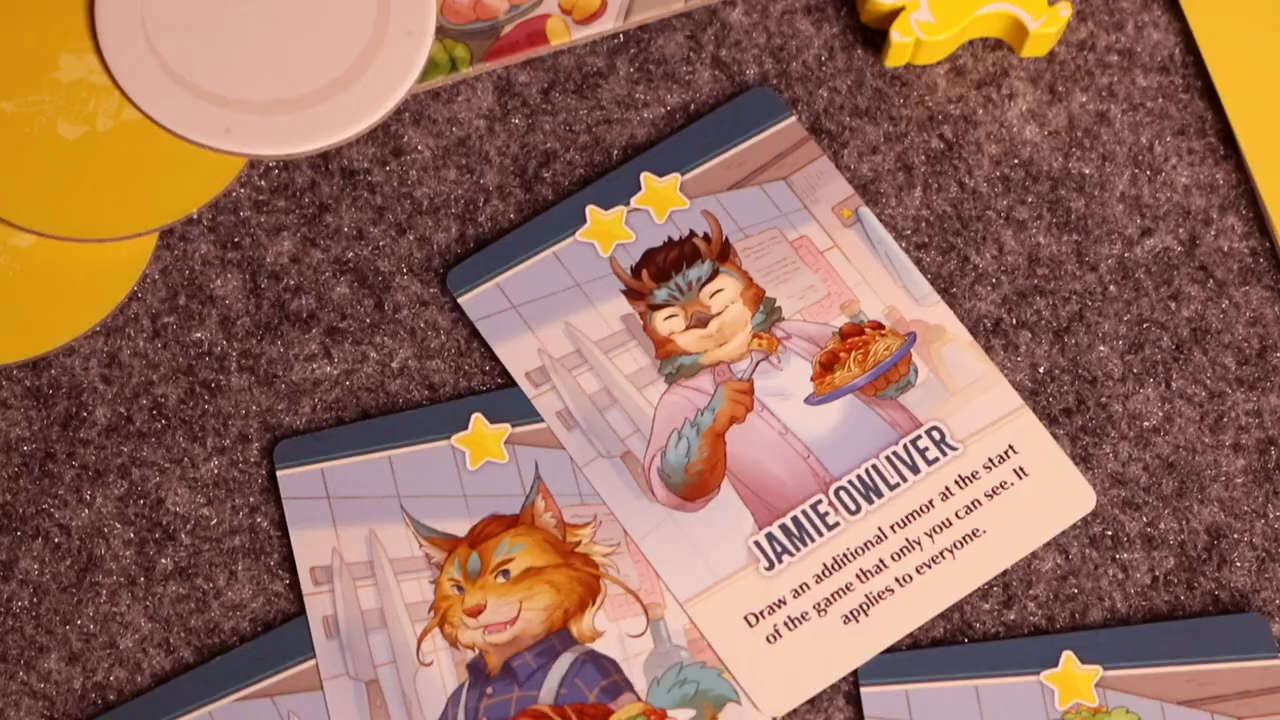 JAMIE OWLIVER
Draw an additional rumor at the start
of the game that only you can see. It
applies to everyone.